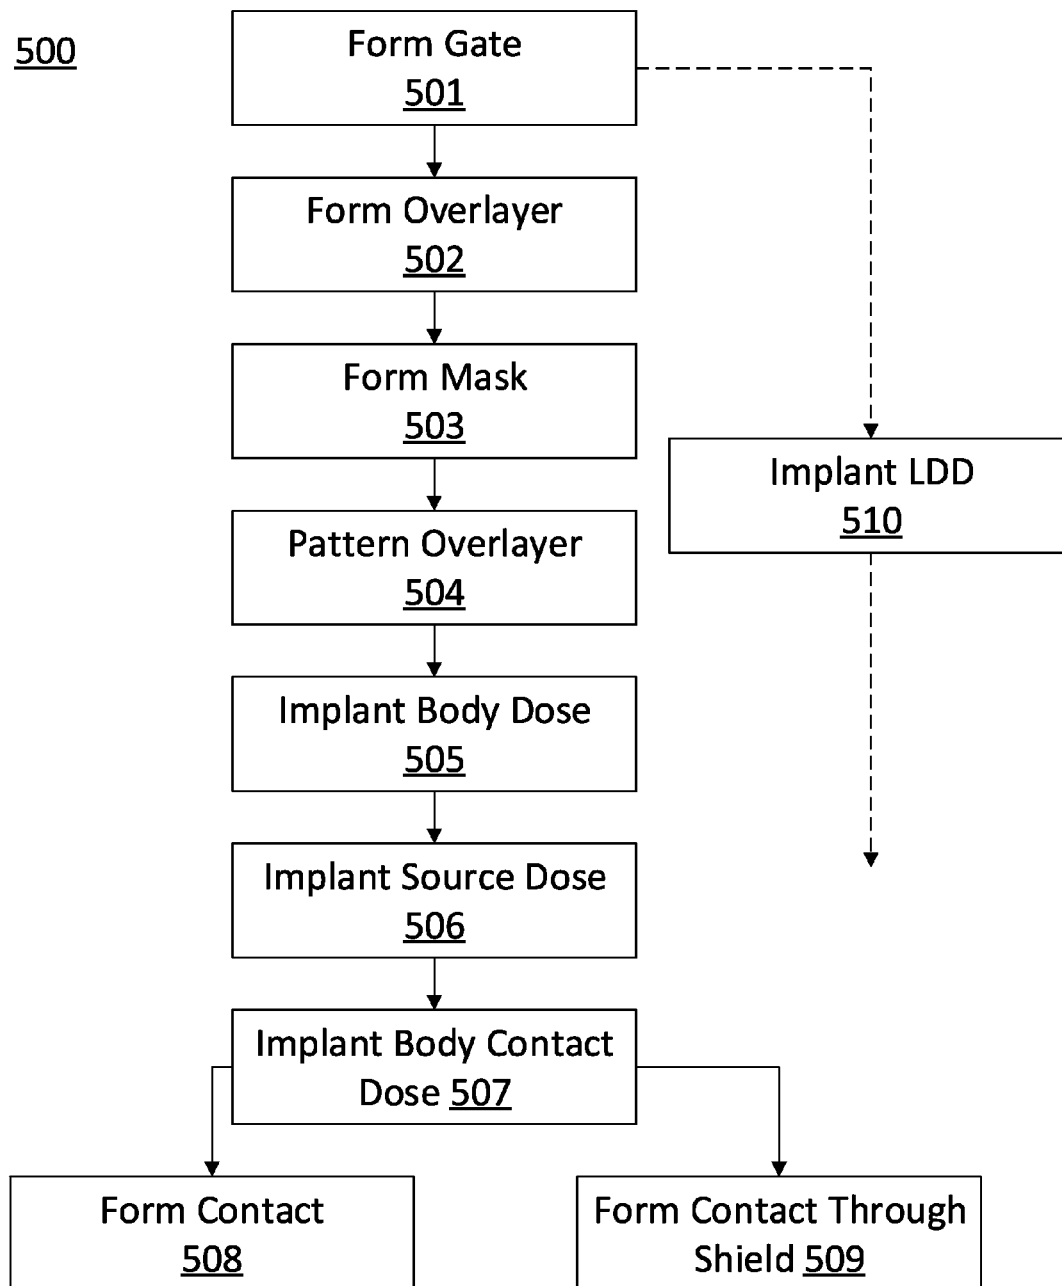 500
Form Gate
501
Form Overlayer
502
Form Mask
503
Implant LDD
510
Pattern Overlayer
504
Implant Body Dose
505
Implant Source Dose
506
Implant Body Contact
Dose 507
Form Contact
508
Form Contact Through
Shield 509